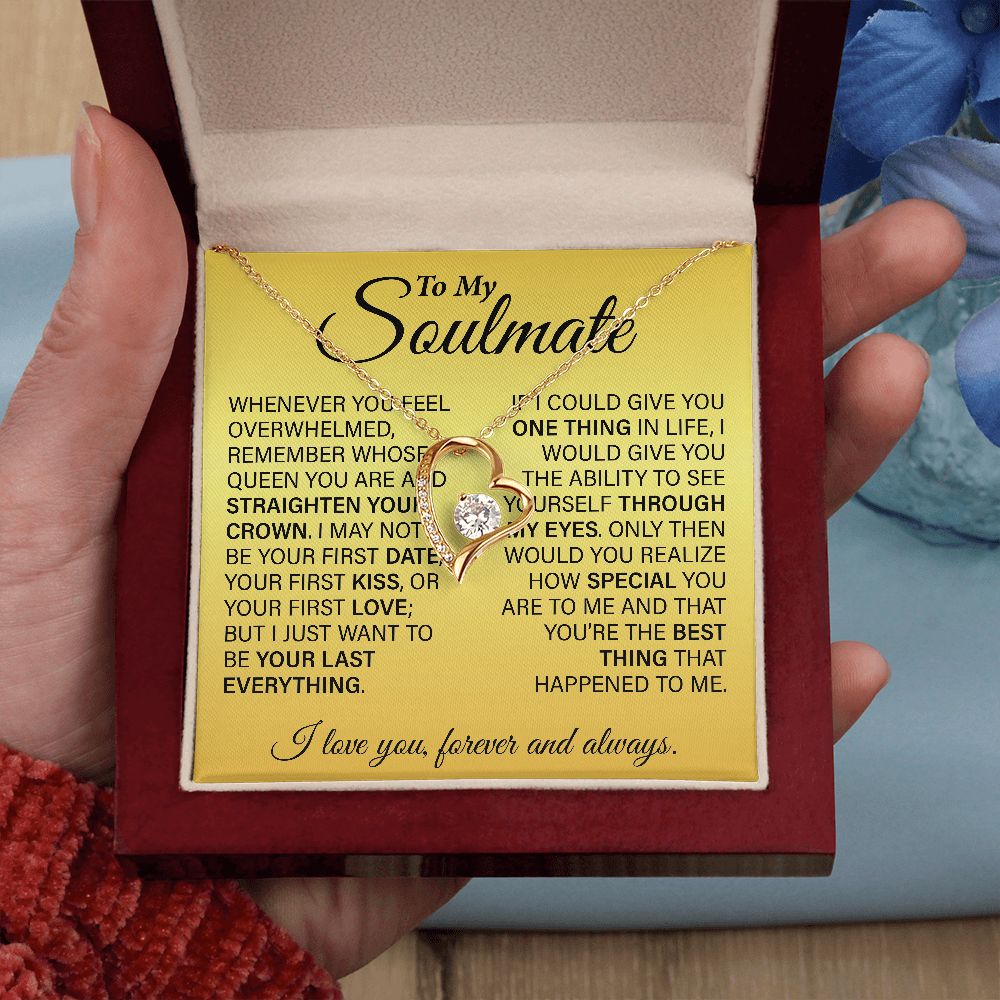 To My
Soulmate
WHENEVER YOU FEEL
OVERWHELMED,
REMEMBER WHOSE
QUEEN YOU ARE AND
STRAIGHTEN YOUR
CROWN. I MAY NOT
BE YOUR FIRST DATE,
YOUR FIRST KISS, OR
YOUR FIRST LOVE;
BUT I JUST WANT TO
BE YOUR LAST
EVERYTHING.
IF I COULD GIVE YOU
ONE THING IN LIFE, I
WOULD GIVE YOU
THE ABILITY TO SEE
YOURSELF THROUGH
MY EYES. ONLY THEN
WOULD YOU REALIZE
HOW SPECIAL YOU
ARE TO ME AND THAT
YOU'RE THE BEST
THING THAT
HAPPENED TO ME.
I love you, forever and always.